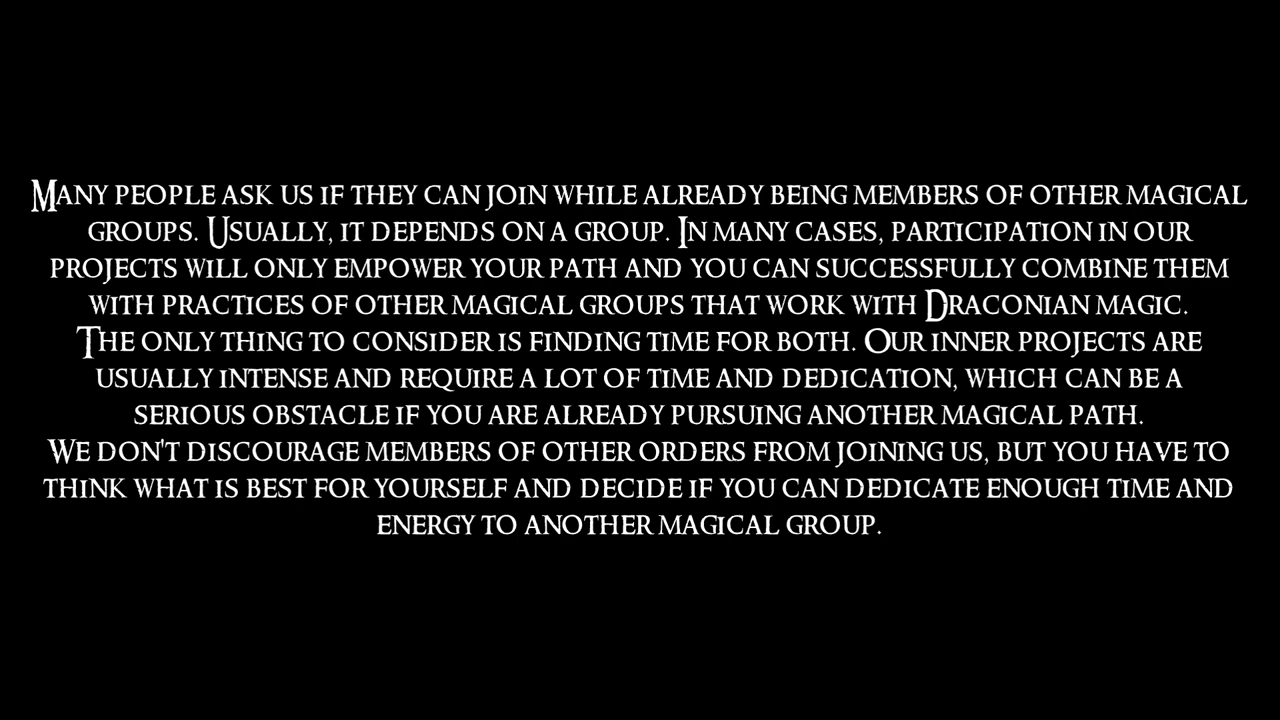 Many people ask us if they can join while already being members of other magical
groups. Usually, it depends on a group. In many cases, participation in our
projects will only empower your path and you can successfully combine them
with practices of other magical groups that work with Draconian magic.
The only thing to consider is finding time for both. Our inner projects are
usually intense and require a lot of time and dedication, which can be a
serious obstacle if you are already pursuing another magical path.
We don't discourage members of other orders from joining us, but you have to
think what is best for yourself and decide if you can dedicate enough time and
energy to another magical group.